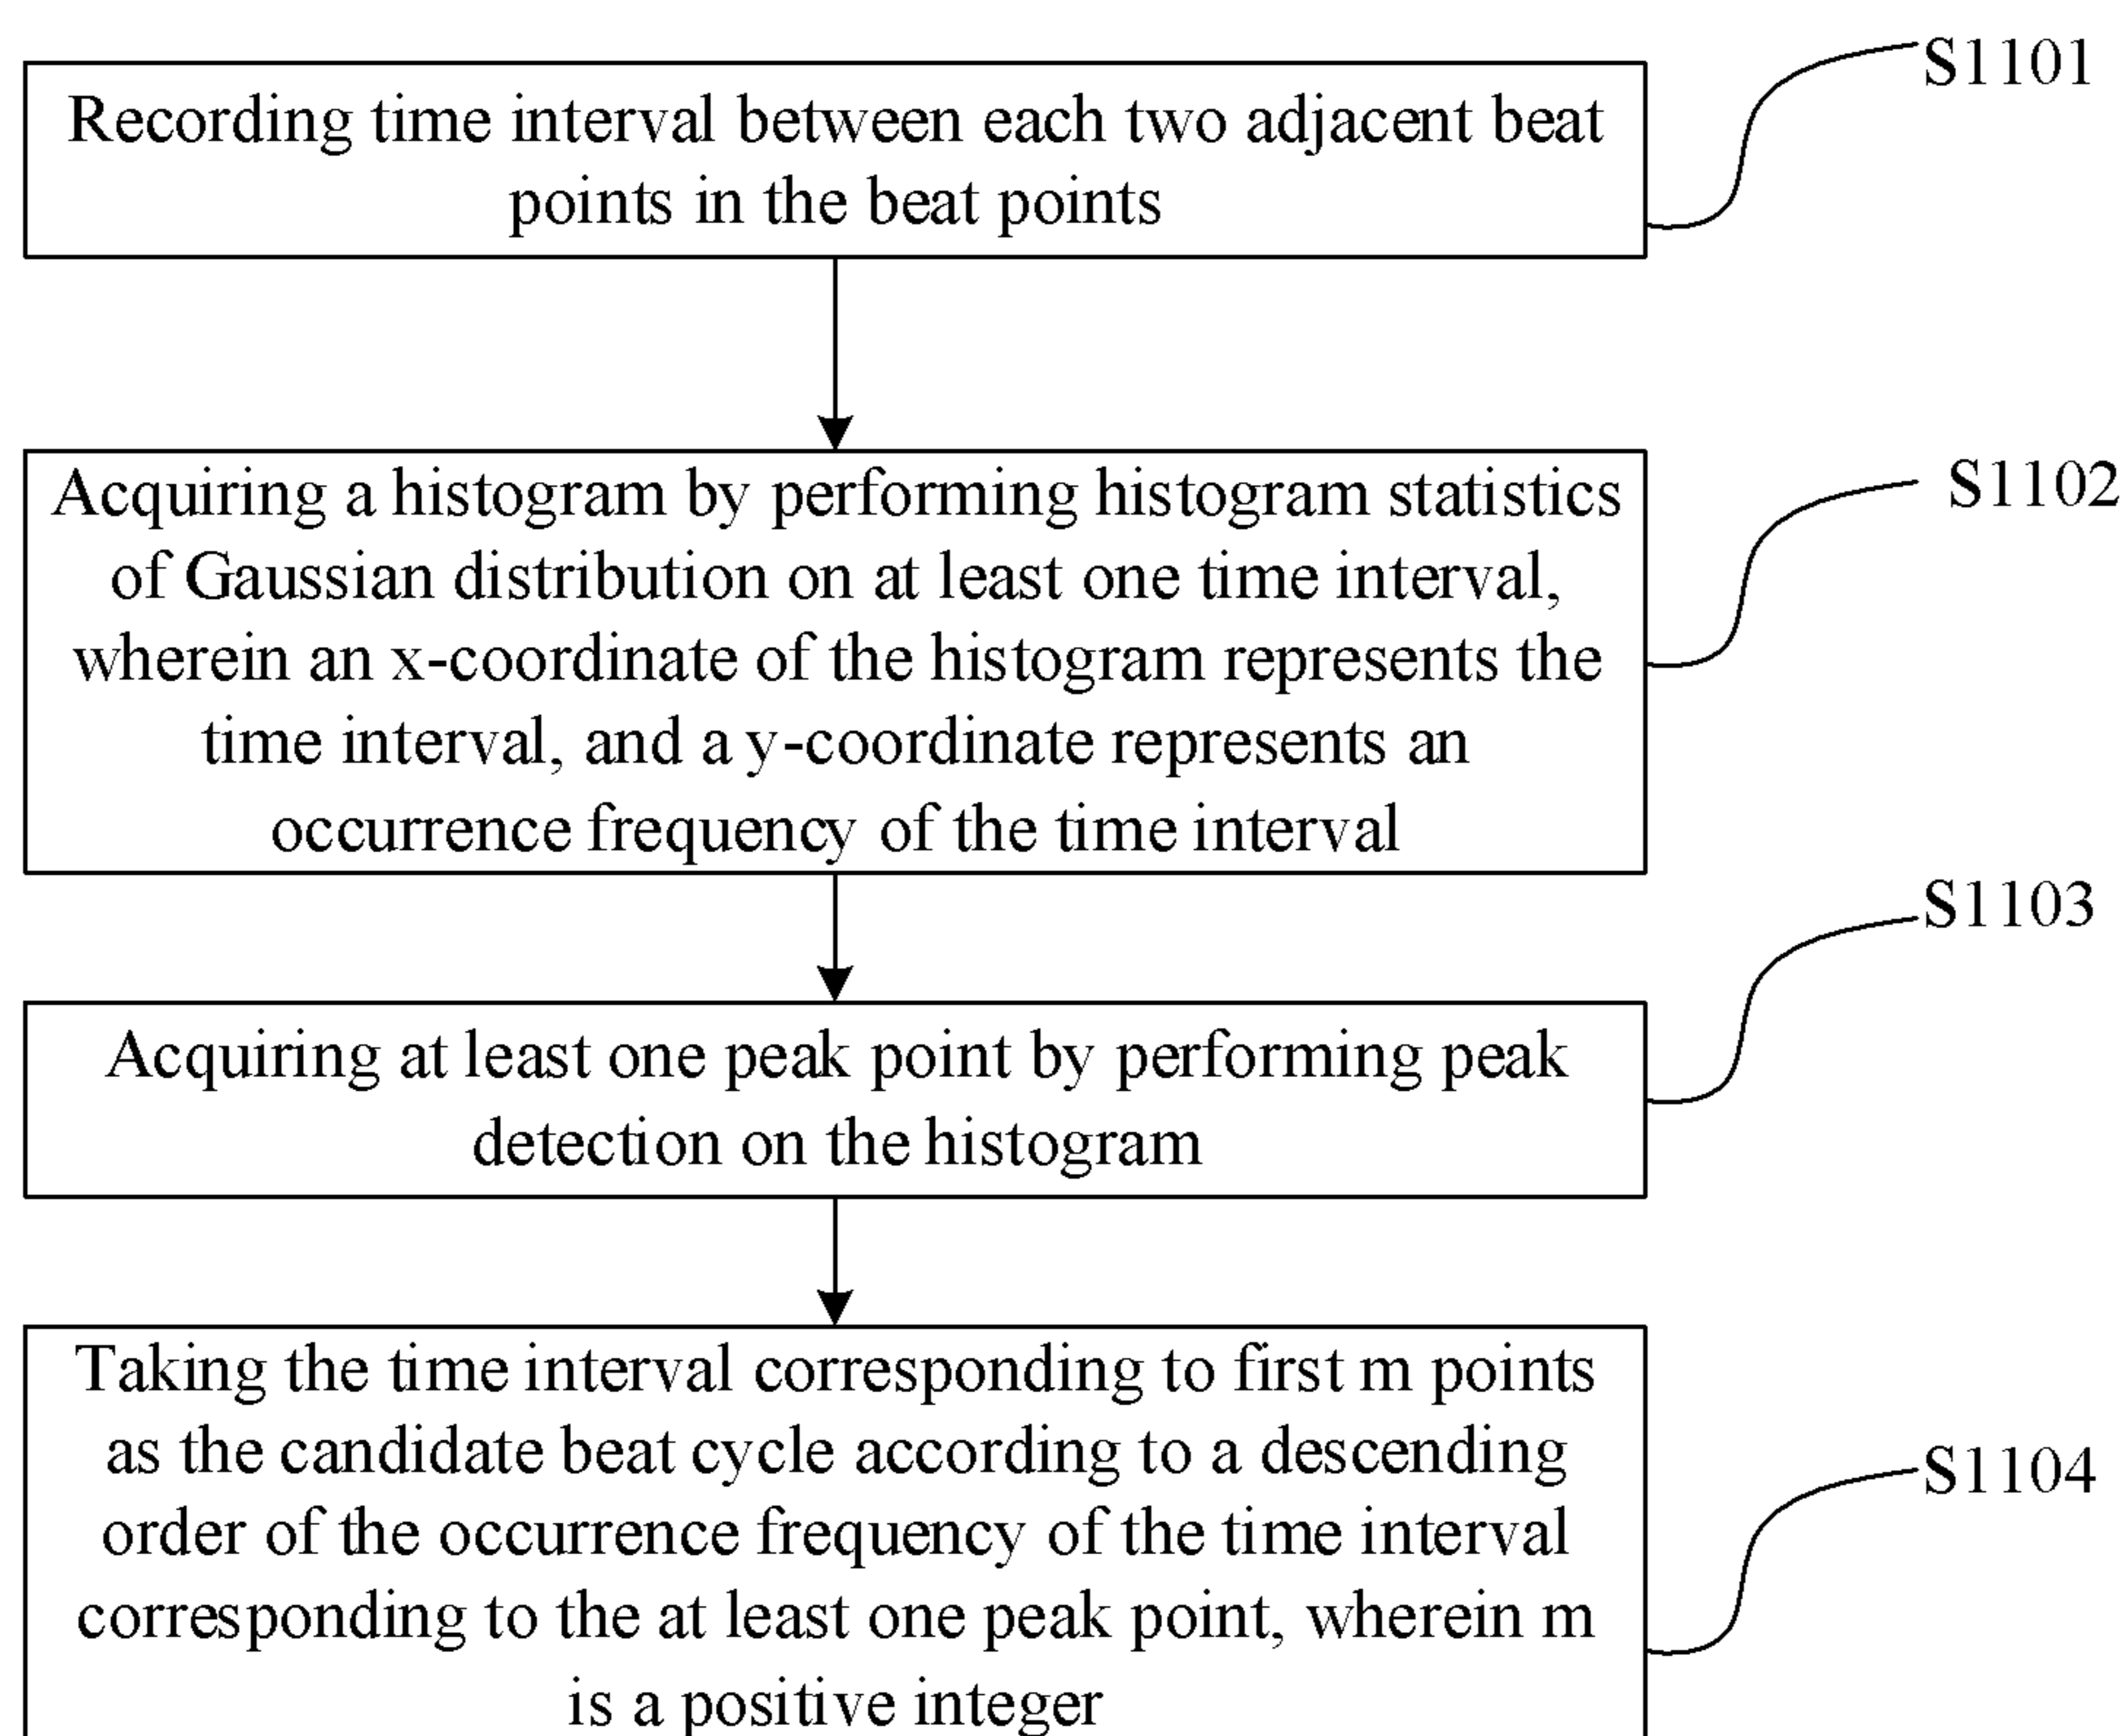 S1101
Recording time interval between each two adjacent beat
points in the beat points
S1102
Acquiring a histogram by performing histogram statistics
of Gaussian distribution on at least one time interval,
wherein an x-coordinate of the histogram represents the
time interval, and a y-coordinate represents an
occurrence frequency of the time interval
S1103
Acquiring at least one peak point by performing peak
detection on the histogram
S1104
Taking the time interval corresponding to first m points
as the candidate beat cycle according to a descending
order of the occurrence frequency of the time interval
corresponding to the at least one peak point, wherein m
is a positive integer